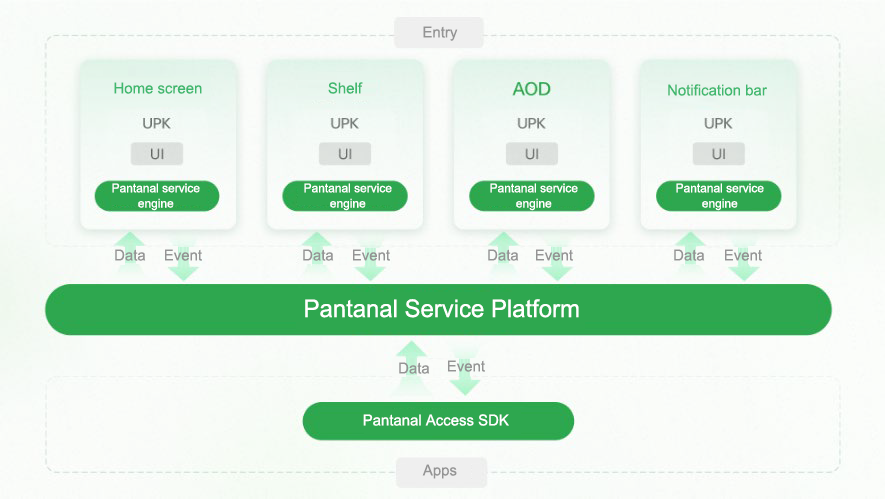 Entry
Home screen
UPK
UI
Pantanal service
engine
Shelf
UPK
UI
Pantanal service
engine
AOD
UPK
UI
Pantanal service
engine
Notification bar
UPK
UI
Pantanal service
engine
Data
Event
Data
Event
Data
Event
Data
Event
Pantanal Service Platform
Data
Event
Pantanal Access SDK
Apps